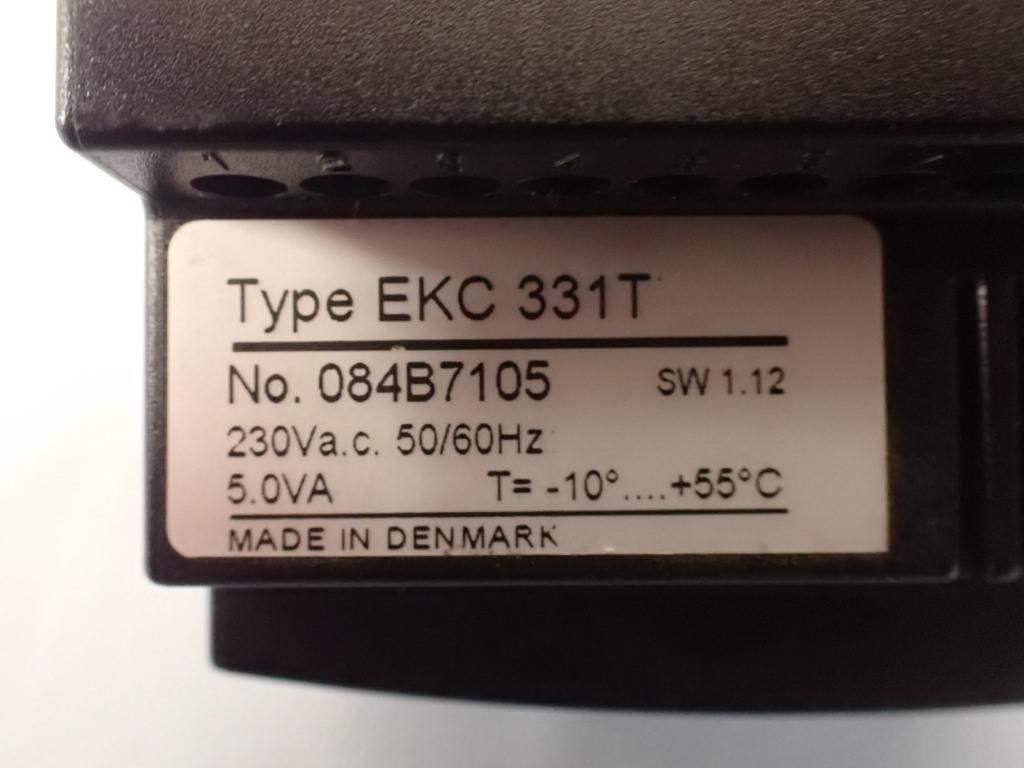 Type EKC 331T
No. 084B7105 SW 1.12
230Va.c. 50/60Hz
5.0VA T= -10°....+55°C
MADE IN DENMARK